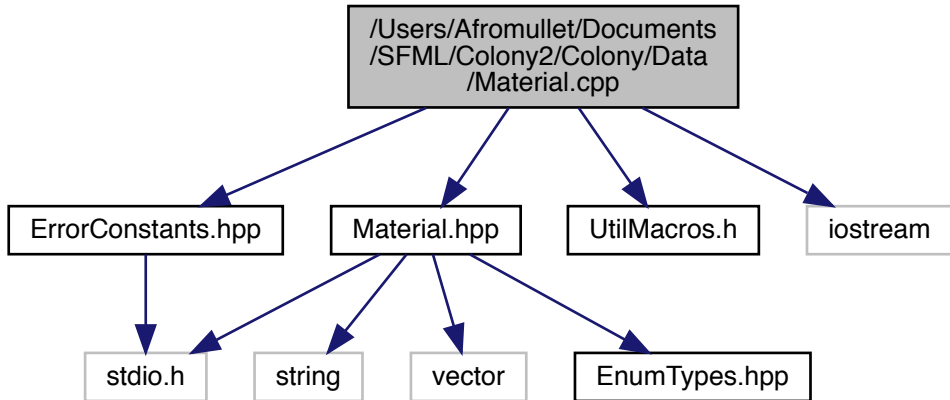 /Users/Afromullet/Documents
/SFML/Colony2/Colony/Data
/Material.cpp
ErrorConstants.hpp
Material.hpp
UtilMacros.h
iostream
stdio.h
string
vector
EnumTypes.hpp